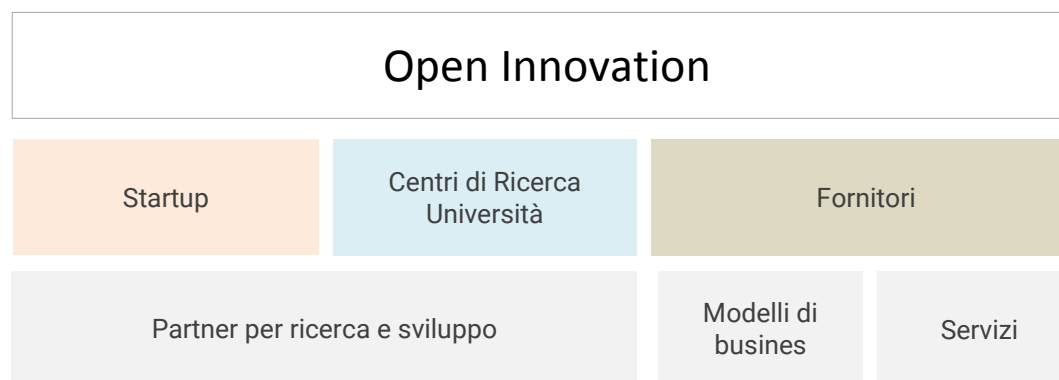 Open Innovation
Startup
Centri di Ricerca
Università
Fornitori
Partner per ricerca e sviluppo
Modelli di
busines
Servizi